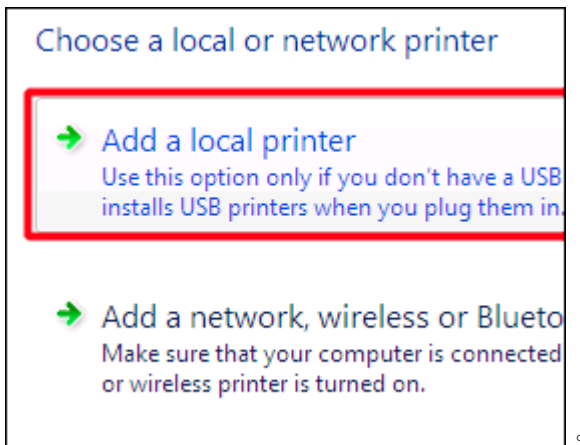 Choose a local or network printer
Add a local printer
Use this option only if you don't have a USB
installs USB printers when you plug them in.
Add a network, wireless or Blueto
Make sure that your computer is connected
or wireless printer is turned on.